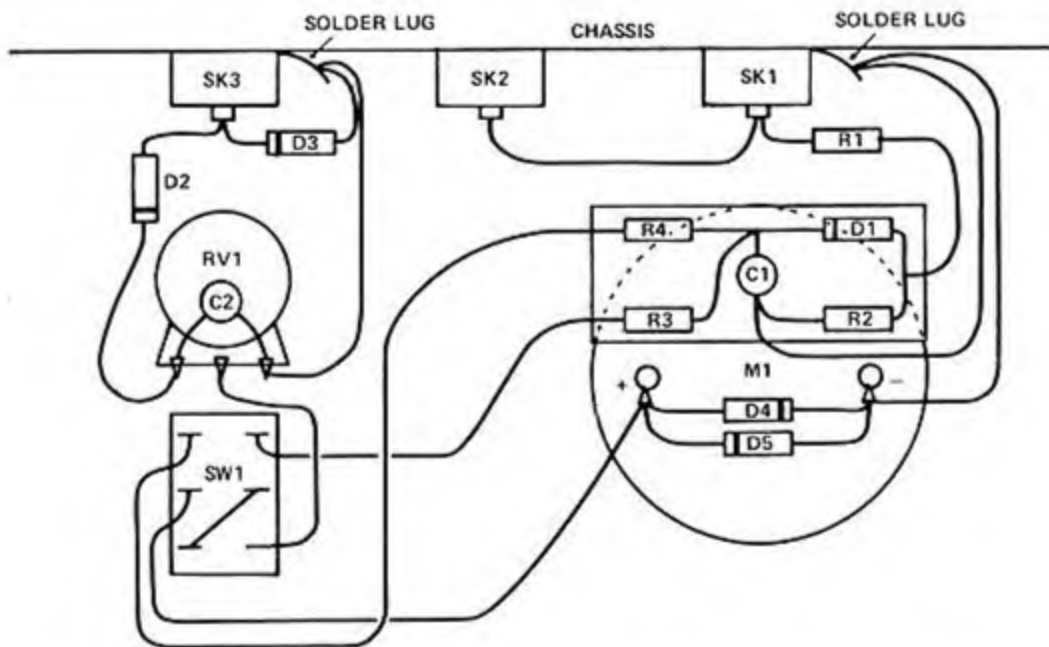 SOLDER LUG
CHASSIS
SOLDER LUG
SK3
SK2
SK1
D3
R1
D2
R4
D1
RV1
C1
C2
R3
R2
M1
+
−
D4
D5
SW1